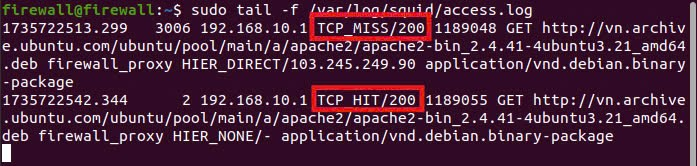 firewall@firewall:~$ sudo tail -f /var/log/squid/access.log
1735722513.299   3006 192.168.10.1 TCP_MISS/200 1189048 GET http://vn.archiv
e.ubuntu.com/ubuntu/pool/main/a/apache2/apache2-bin_2.4.41-4ubuntu3.21_amd64
.deb firewall_proxy HIER_DIRECT/103.245.249.90 application/vnd.debian.binary
-package
1735722542.344      2 192.168.10.1 TCP_HIT/200 1189055 GET http://vn.archive
.ubuntu.com/ubuntu/pool/main/a/apache2/apache2-bin_2.4.41-4ubuntu3.21_amd64.
deb firewall_proxy HIER_NONE/- application/vnd.debian.binary-package